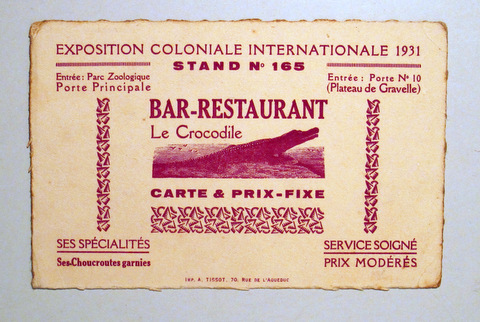 EXPOSITION COLONIALE INTERNATIONALE 1931
STAND No 165
Entrée: Parc Zoologique
Porte Principale
Entrée: Porte No 10
(Plateau de Gravelle)
BAR-RESTAURANT
Le Crocodile
CARTE & PRIX-FIXE
SES SPÉCIALITÉS
Ses Choucroutes garnies
SERVICE SOIGNÉ
PRIX MODÉRÉS
IMP. A. TISSOT, 70, RUE DE L'AQUEDUC